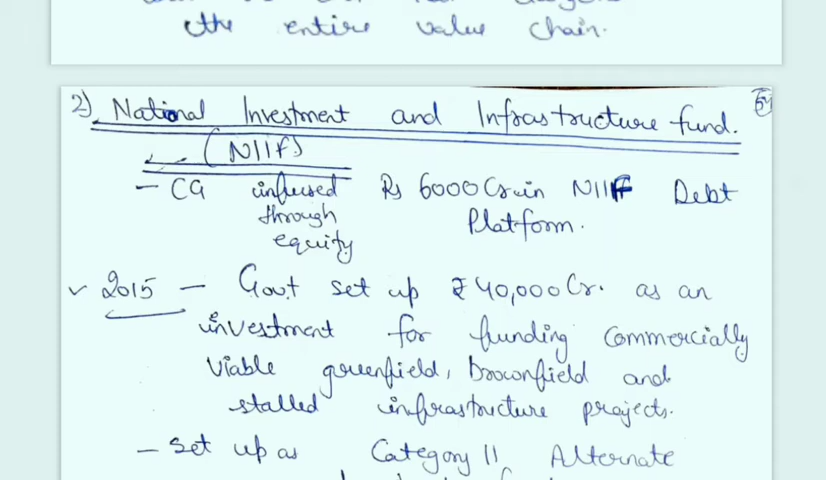 the entire value chain.
2) National Investment and Infrastructure fund.
(NIIF)
- CG infused Rs 6000 Cr in NIIF Debt
through Platform.
equity
✓ 2015 - Govt set up ₹ 40,000 Cr. as an
investment for funding commercially
viable greenfield, brownfield and
stalled infrastructure projects.
- Set up as Category II Alternate